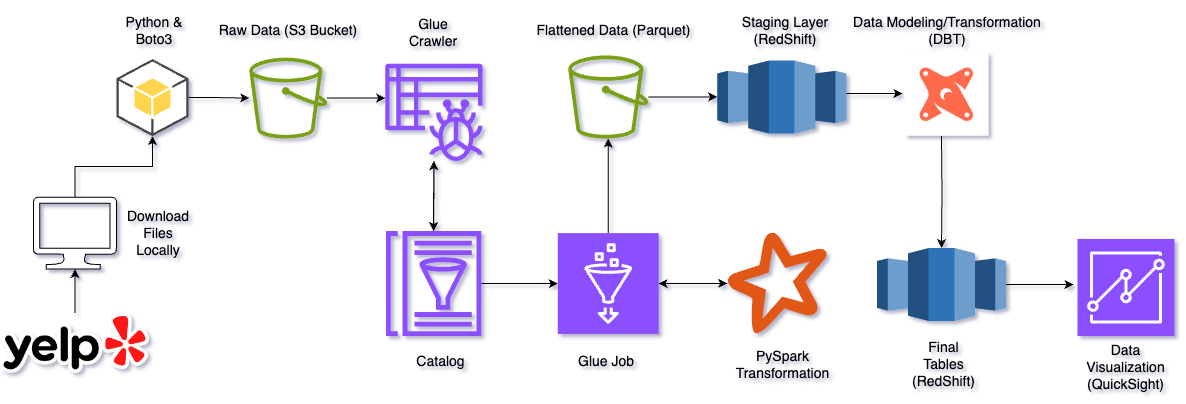 Python &
Boto3
Raw Data (S3 Bucket)
Glue
Crawler
Flattened Data (Parquet)
Staging Layer
(RedShift)
Data Modeling/Transformation
(DBT)
Download
Files
Locally
yelp
Catalog
Glue Job
PySpark
Transformation
Final
Tables
(RedShift)
Data
Visualization
(QuickSight)